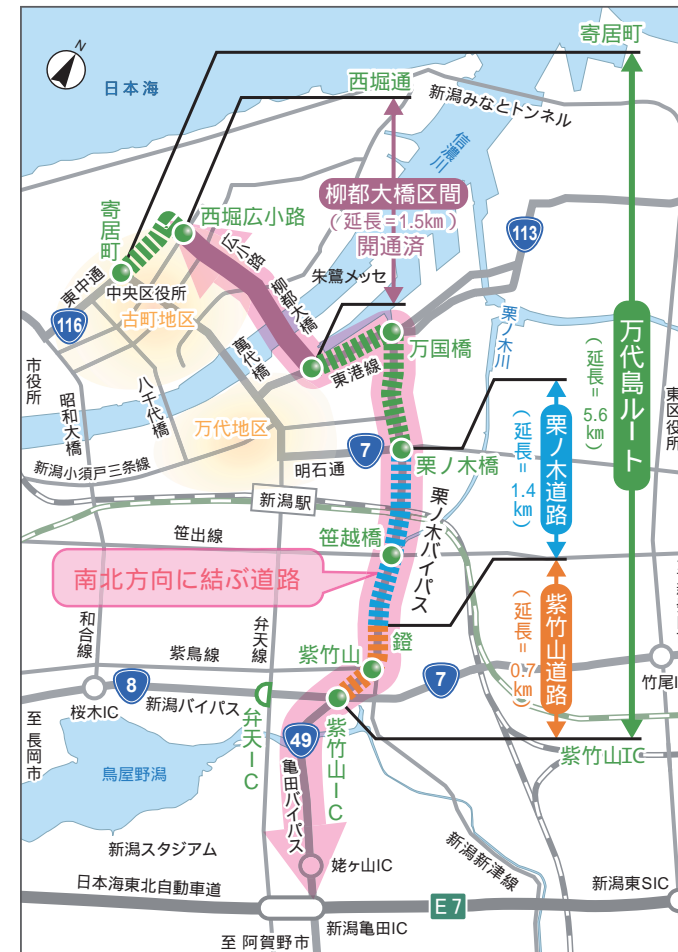 寄居町
N
日本海
西堀通
新潟みなとトンネル
信濃川
柳都大橋区間
(延長=1.5km)
開通済
寄居町
西堀広小路
広小路
113
朱鷺メッセ
柳都大橋
東中通
中央区役所
116
古町地区
萬代橋
東港線
万国橋
栗ノ木川
万代島ルート
(延長=5.6km)
市役所
昭和大橋
八千代橋
万代地区
東区役所
栗ノ木道路
(延長=1.4km)
7
栗ノ木橋
明石通
新潟小須戸三条線
新潟駅
栗ノ木バイパス
笹出線
笹越橋
南北方向に結ぶ道路
和合線
弁天線
紫竹山道路
(延長=0.7km)
鐙
紫鳥線
紫竹山
8
7
竹尾I
桜木IC
新潟バイパス
弁天IC
紫竹山IC
紫竹山IC
至 長岡市
49
鳥屋野潟
亀田バイパス
新潟スタジアム
姥ヶ山IC
新潟新津線
日本海東北自動車道
E7
新潟東SIC
新潟亀田IC
至 阿賀野市